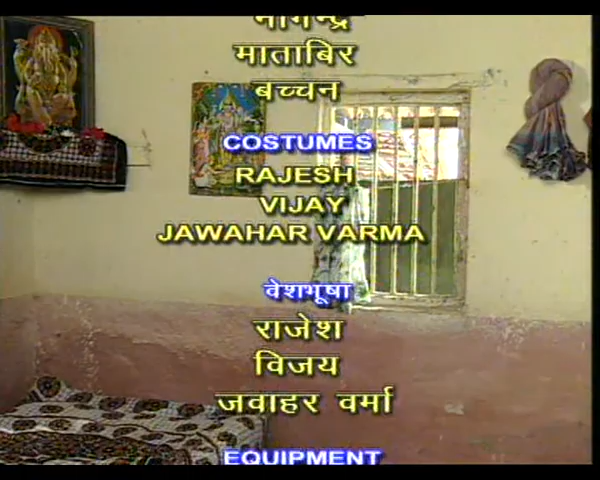 नागेन्द्र
माताबिर
बच्चन
COSTUMES
RAJESH
VIJAY
JAWAHAR VARMA
वेशभूषा
राजेश
विजय
जवाहर वर्मा
EQUIPMENT